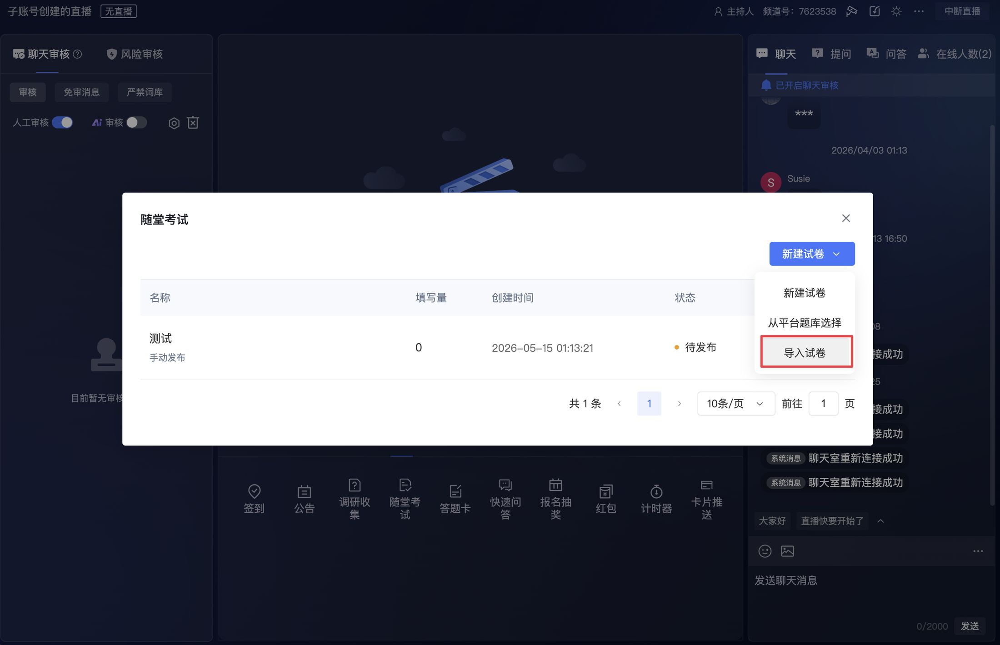 子账号创建的直播 无直播
主持人 频道号：7623538 中断直播
聊天审核 风险审核
审核 免审消息 严禁词库
人工审核 Ai 审核
目前暂无审核
聊天 提问 问答 在线人数(2)
已开启聊天审核
***
2026/04/03 01:13
S Susie
13 16:50
08
接成功
25
接成功
接成功
系统消息 聊天室重新连接成功
系统消息 聊天室重新连接成功
大家好 直播快要开始了
发送聊天消息
0/2000 发送
随堂考试
新建试卷
新建试卷
从平台题库选择
导入试卷
名称 填写量 创建时间 状态
测试 0 2026-05-15 01:13:21 待发布
手动发布
共 1 条 1 10条/页 前往 1 页
签到 公告 调研收集 随堂考试 答题卡 快速问答 报名抽奖 红包 计时器 卡片推送